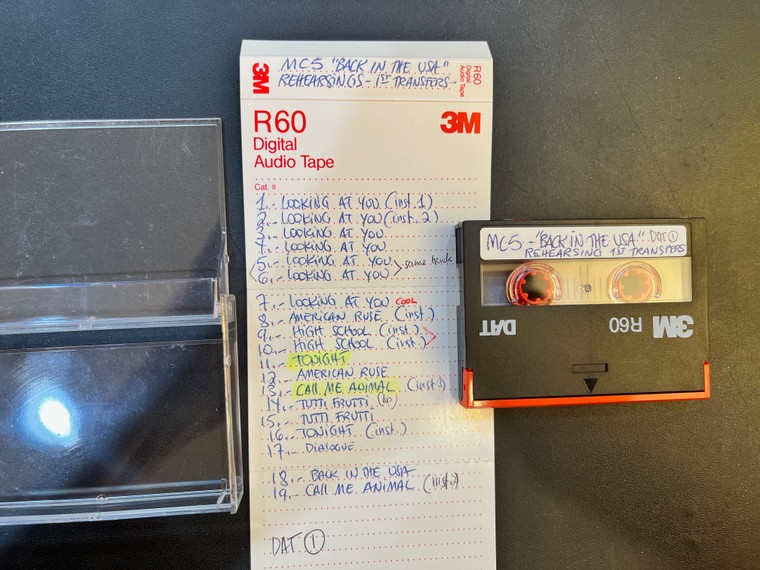 3M
MC5 "BACK IN THE USA"
REHEARSINGS - 1ST TRANSFERS -
R60
Digital
Audio Tape
R60
Digital
Audio Tape
3M
Cat. #
1.- LOOKING AT YOU (inst. 1)
2.- LOOKING AT YOU (inst. 2)
3.- LOOKING AT YOU
4.- LOOKING AT YOU
5.- LOOKING AT YOU
6.- LOOKING AT YOU
same
7.- LOOKING AT YOU COOL
8.- AMERICAN RUSE (inst.)
9.- HIGH SCHOOL (inst.)
10.- HIGH SCHOOL (inst.)
11.- TONIGHT
12.- AMERICAN RUSE
13.- CALL ME ANIMAL (inst.)
14.- TUTTI FRUTTI
15.- TUTTI FRUTTI
16.- TONIGHT (inst.)
17.- DIALOGUE
18.- BACK IN THE USA
19.- CALL ME ANIMAL (inst.)
DAT 1
MC5 - "BACK IN THE USA" DAT 1
REHEARSING 1ST TRANSFERS
DAT
R60
3M